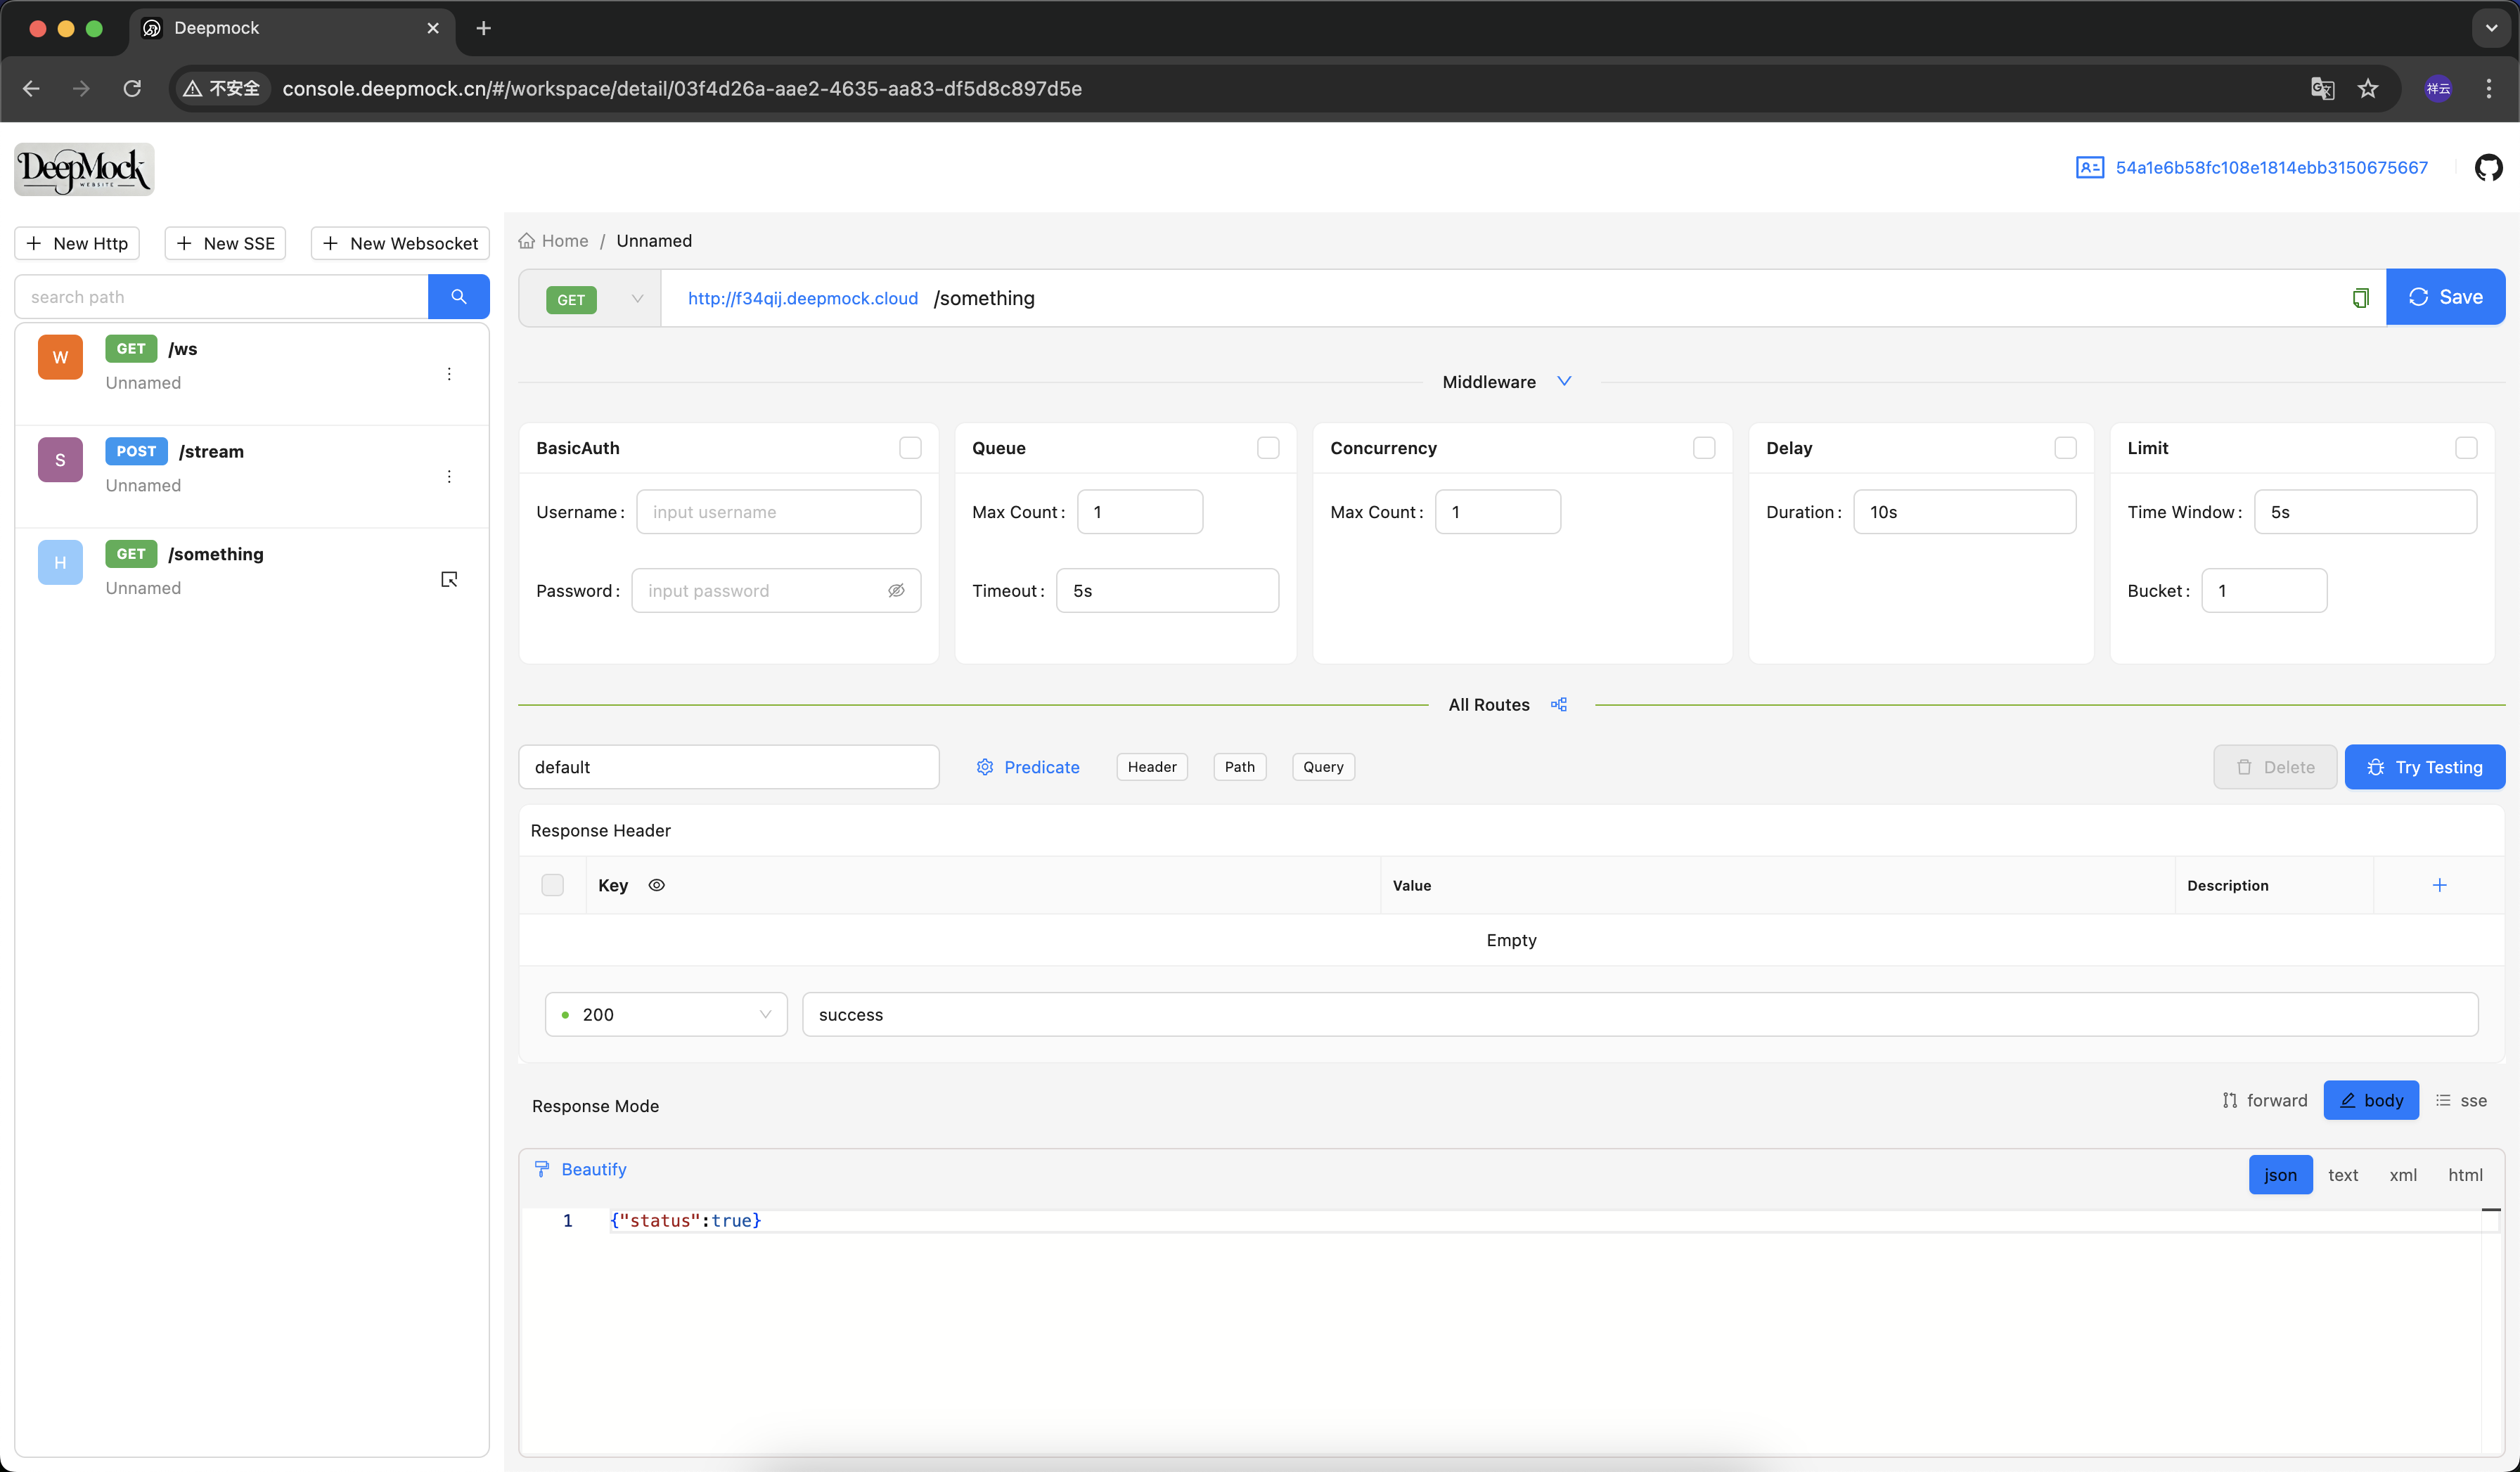 Deepmock
不安全 console.deepmock.cn/#/workspace/detail/03f4d26a-aae2-4635-aa83-df5d8c897d5e
祥云
DeepMock
WEBSITE
54a1e6b58fc108e1814ebb3150675667
New Http New SSE New Websocket
search path
W GET /ws
Unnamed
S POST /stream
Unnamed
H GET /something
Unnamed
Home / Unnamed
GET http://f34qij.deepmock.cloud /something Save
Middleware
BasicAuth Queue Concurrency Delay Limit
Username : input username Max Count : 1 Max Count : 1 Duration : 10s Time Window : 5s
Password : input password Timeout : 5s Bucket : 1
All Routes
default Predicate Header Path Query Delete Try Testing
Response Header
Key Value Description
Empty
200 success
Response Mode forward body sse
Beautify json text xml html
1 {"status":true}